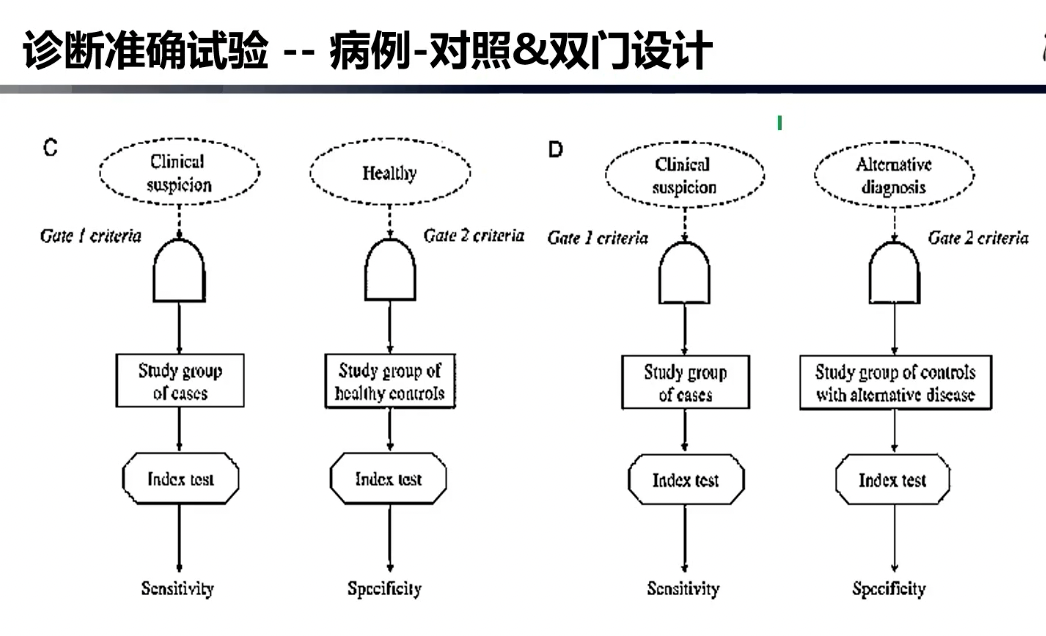 诊断准确试验 -- 病例-对照&双门设计
C
Clinical
suspicion
Healthy
Gate 1 criteria
Gate 2 criteria
Study group
of cases
Study group of
healthy controls
Index test
Index test
Sensitivity
Specificity
D
Clinical
suspicion
Alternative
diagnosis
Gate 1 criteria
Gate 2 criteria
Study group
of cases
Study group of controls
with alternative disease
Index test
Index test
Sensitivity
Specificity